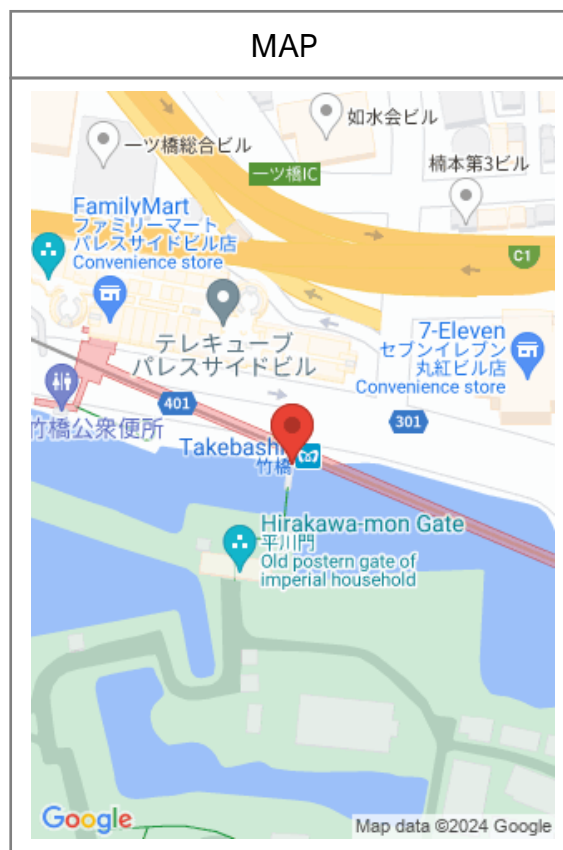 MAP
如水会ビル
一ツ橋総合ビル
楠本第3ビル
一ツ橋IC
FamilyMart
ファミリーマート
パレスサイドビル店
Convenience store
C1
テレキューブ
パレスサイドビル
7-Eleven
セブンイレブン
丸紅ビル店
Convenience store
401
301
竹橋公衆便所
Takebashi
竹橋
Hirakawa-mon Gate
平川門
Old postern gate of
imperial household
Google
Map data ©2024 Google